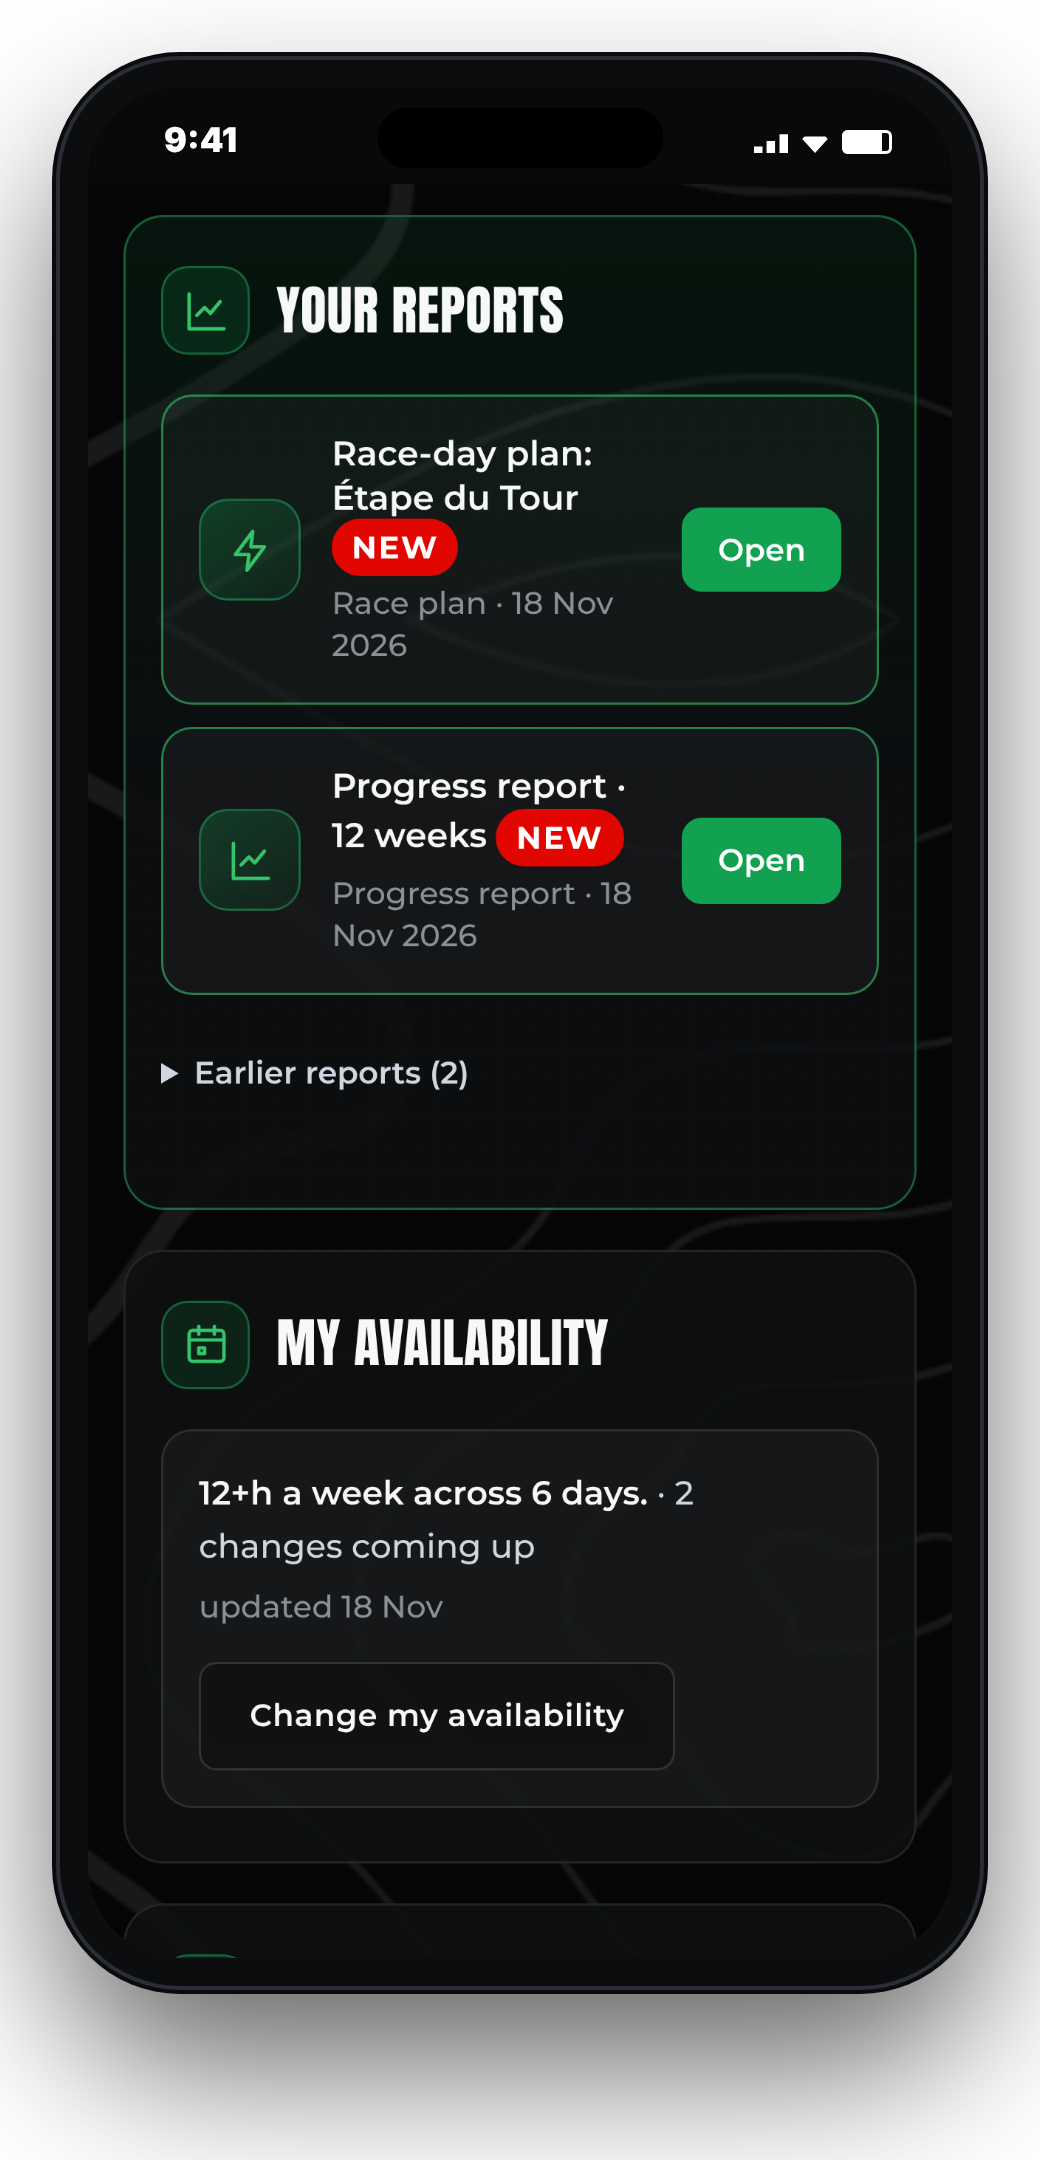 9:41
YOUR REPORTS
Race-day plan:
Étape du Tour
NEW
Race plan · 18 Nov
2026
Open
Progress report ·
12 weeks NEW
Progress report · 18
Nov 2026
Open
Earlier reports (2)
MY AVAILABILITY
12+h a week across 6 days. · 2
changes coming up
updated 18 Nov
Change my availability